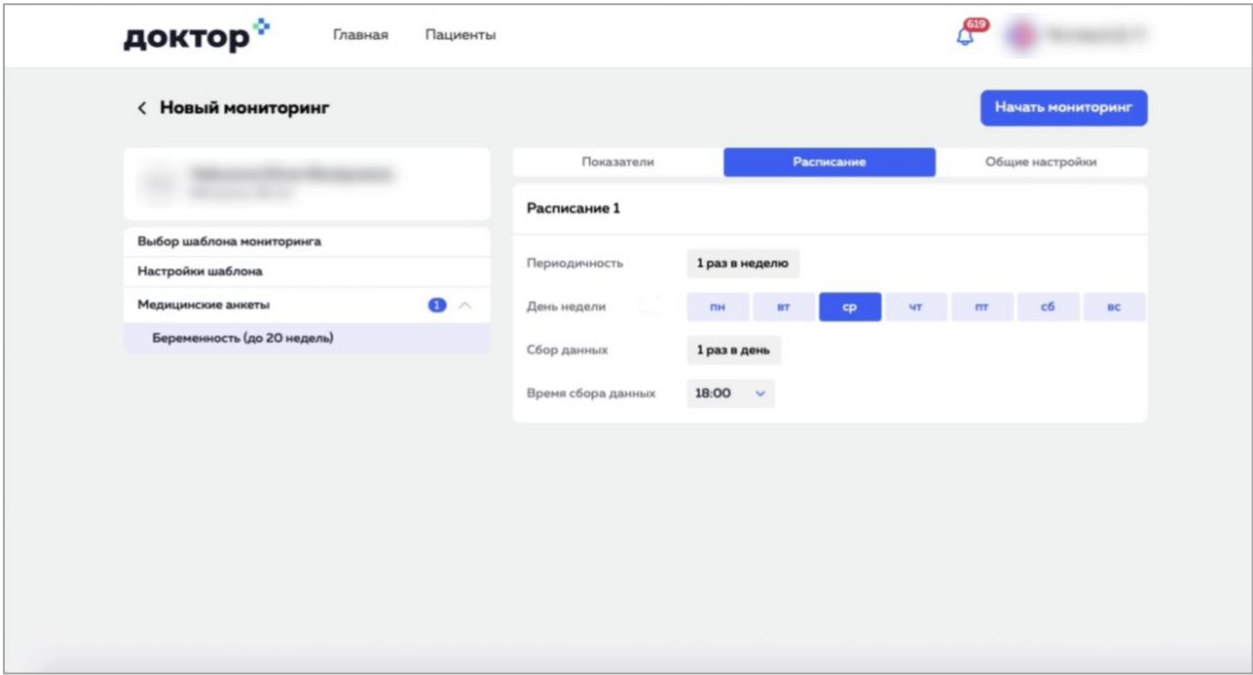 доктор
Главная
Пациенты
619
Новый мониторинг
Начать мониторинг
Показатели
Расписание
Общие настройки
Выбор шаблона мониторинга
Настройки шаблона
Медицинские анкеты 1
Беременность (до 20 недель)
Расписание 1
Периодичность 1 раз в неделю
День недели пн вт ср чт пт сб вс
Сбор данных 1 раз в день
Время сбора данных 18:00